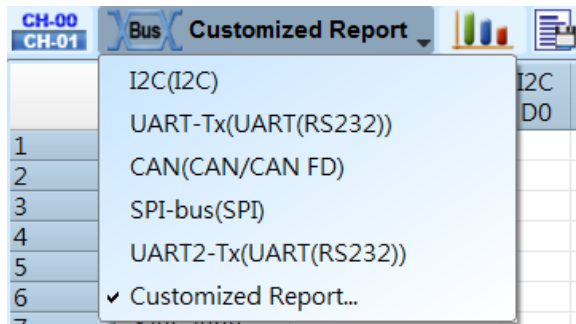 CH-00
CH-01
Bus Customized Report
I2C(I2C)
UART-Tx(UART(RS232))
CAN(CAN/CAN FD)
SPI-bus(SPI)
UART2-Tx(UART(RS232))
Customized Report...
I2C
D0
1
2
3
4
5
6